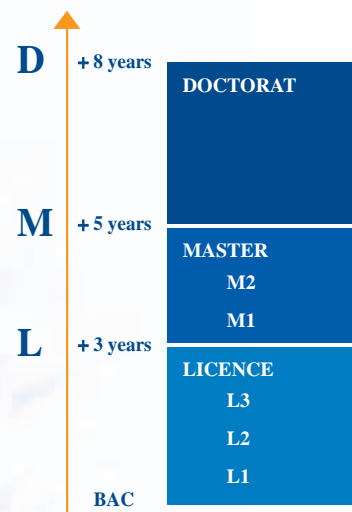 D
+ 8 years
DOCTORAT
M
+ 5 years
MASTER
M2
M1
L
+ 3 years
LICENCE
L3
L2
L1
BAC